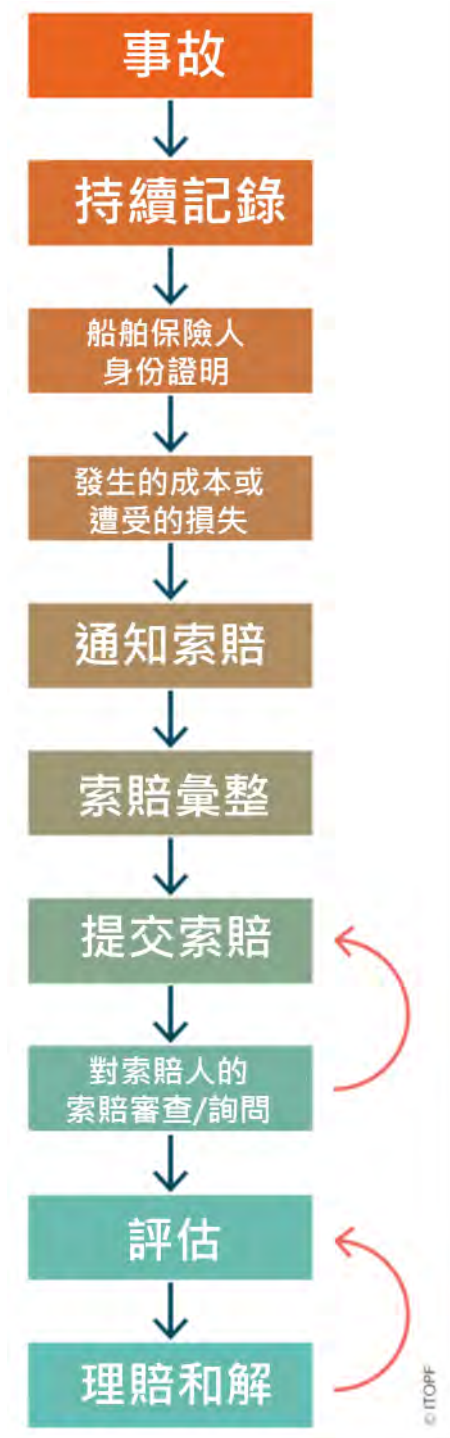 事故
持續記錄
船舶保險人
身份證明
發生的成本或
遭受的損失
通知索賠
索賠彙整
提交索賠
對索賠人的
索賠審查/詢問
評估
理賠和解
© ITOPF